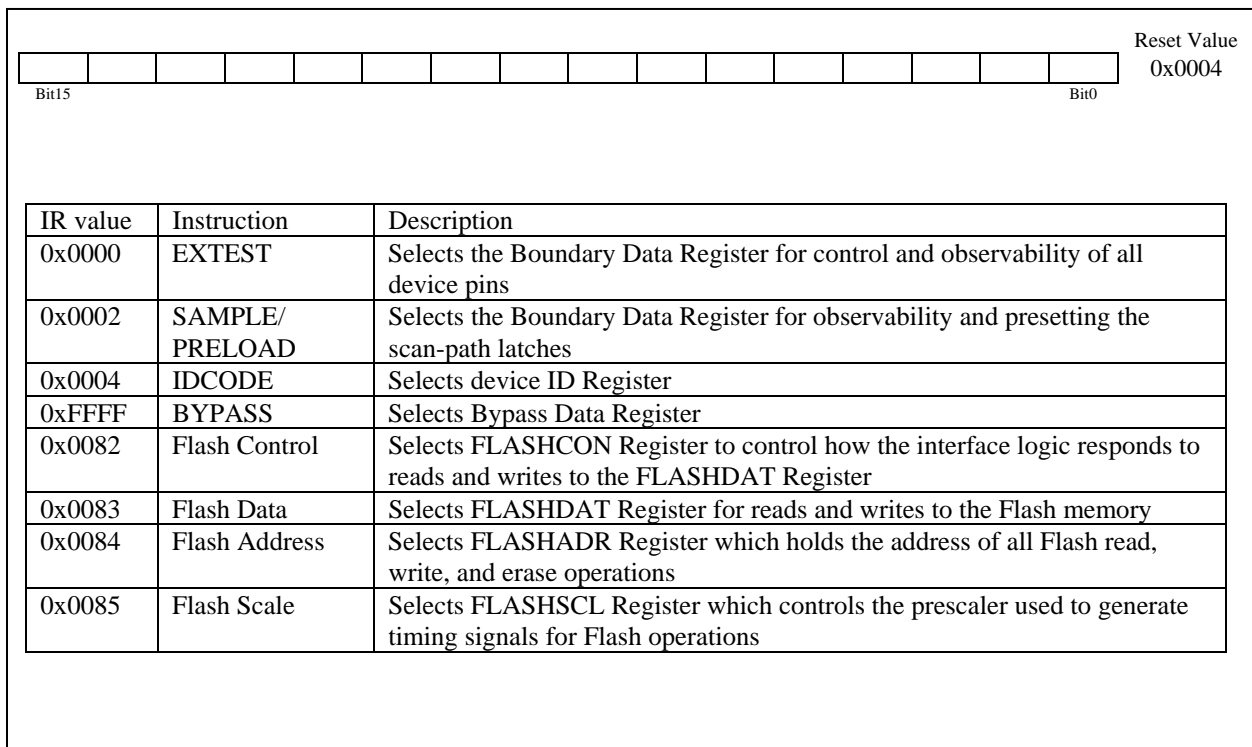 Reset Value
0x0004
Bit15 Bit0
IR value Instruction Description
0x0000 EXTEST Selects the Boundary Data Register for control and observability of all
device pins
0x0002 SAMPLE/ Selects the Boundary Data Register for observability and presetting the
PRELOAD scan-path latches
0x0004 IDCODE Selects device ID Register
0xFFFF BYPASS Selects Bypass Data Register
0x0082 Flash Control Selects FLASHCON Register to control how the interface logic responds to
reads and writes to the FLASHDAT Register
0x0083 Flash Data Selects FLASHDAT Register for reads and writes to the Flash memory
0x0084 Flash Address Selects FLASHADR Register which holds the address of all Flash read,
write, and erase operations
0x0085 Flash Scale Selects FLASHSCL Register which controls the prescaler used to generate
timing signals for Flash operations